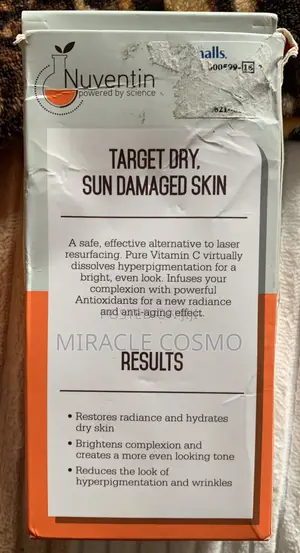 Nuventin
powered by science
halls.
TARGET DRY,
SUN DAMAGED SKIN
A safe, effective alternative to laser
resurfacing. Pure Vitamin C virtually
dissolves hyperpigmentation for a
bright, even look. Infuses your
complexion with powerful
Antioxidants for a new radiance
and anti-aging effect.
MIRACLE COSMO
RESULTS
• Restores radiance and hydrates
dry skin
• Brightens complexion and
creates a more even looking tone
• Reduces the look of
hyperpigmentation and wrinkles